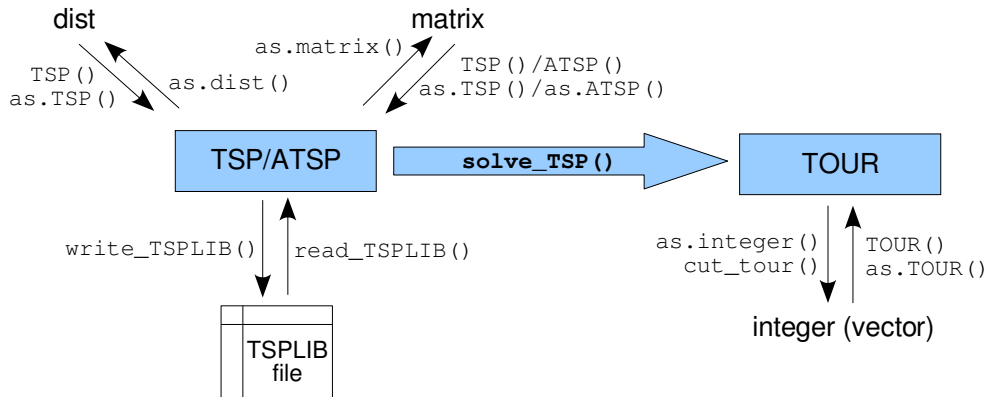 dist
matrix
as.matrix()
TSP()
as.TSP()
as.dist()
TSP()/ATSP()
as.TSP()/as.ATSP()
TSP/ATSP
solve_TSP()
TOUR
write_TSPLIB()
read_TSPLIB()
as.integer()
cut_tour()
TOUR()
as.TOUR()
TSPLIB
file
integer (vector)